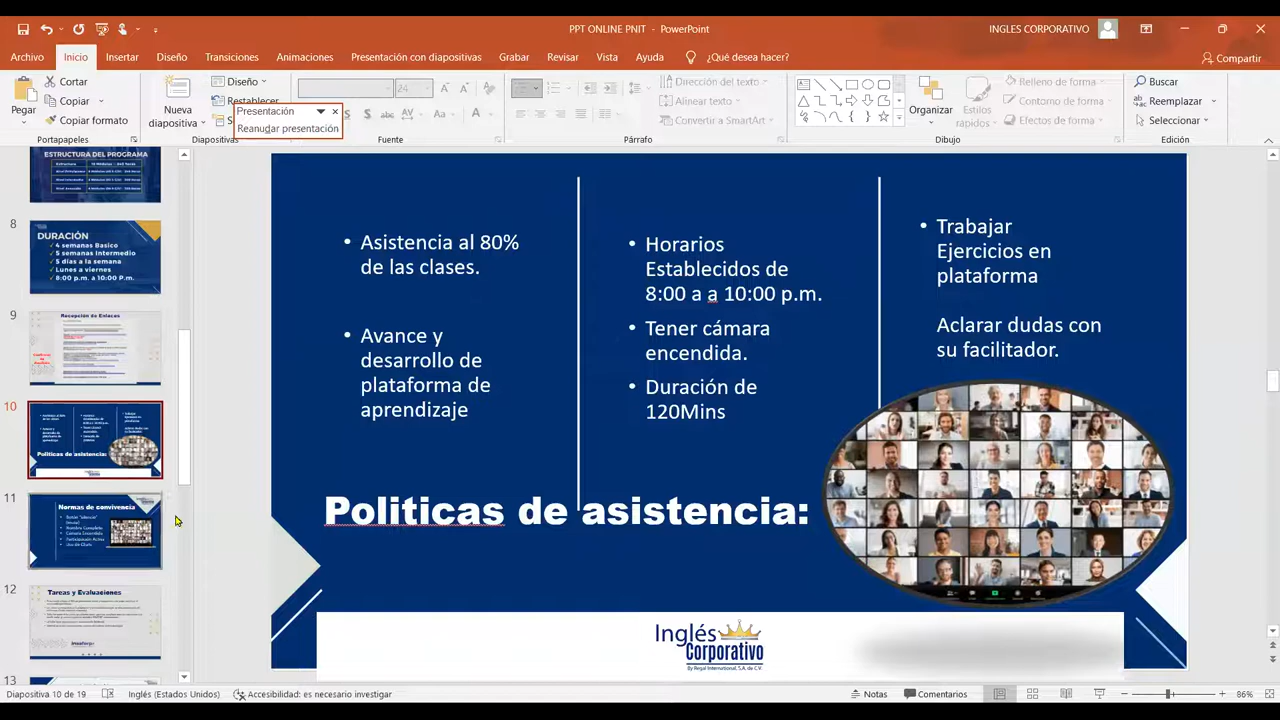 PPT ONLINE PNIT - PowerPoint
INGLES CORPORATIVO
Archivo
Inicio
Insertar
Diseño
Transiciones
Animaciones
Presentación con diapositivas
Grabar
Revisar
Vista
Ayuda
¿Qué desea hacer?
Compartir
Pegar
Cortar
Copiar
Copiar formato
Portapapeles
Nueva
diapositiva
Diseño
Restablecer
Presentación
Reanudar presentación
Diapositivas
24
Fuente
Párrafo
Dirección del texto
Alinear texto
Convertir a SmartArt
Organizar
Estilos
rápidos
Relleno de forma
Contorno de forma
Efectos de forma
Dibujo
Buscar
Reemplazar
Seleccionar
Edición
ESTRUCTURA DEL PROGRAMA
8
DURACIÓN
4 semanas Basico
5 semanas Intermedio
5 días a la semana
Lunes a viernes
8:00 p.m. a 10:00 P.m.
9
Recepción de Enlaces
10
Politicas de asistencia:
11
Normas de convivencia
12
Tareas y Evaluaciones
13
• Asistencia al 80%
de las clases.
• Avance y
desarrollo de
plataforma de
aprendizaje
• Horarios
Establecidos de
8:00 a a 10:00 p.m.
• Tener cámara
encendida.
• Duración de
120Mins
• Trabajar
Ejercicios en
plataforma
Aclarar dudas con
su facilitador.
Politicas de asistencia:
Inglés
Corporativo
By Regal International, S.A. de C.V.
Diapositiva 10 de 19
Inglés (Estados Unidos)
Accesibilidad: es necesario investigar
Notas
Comentarios
86%